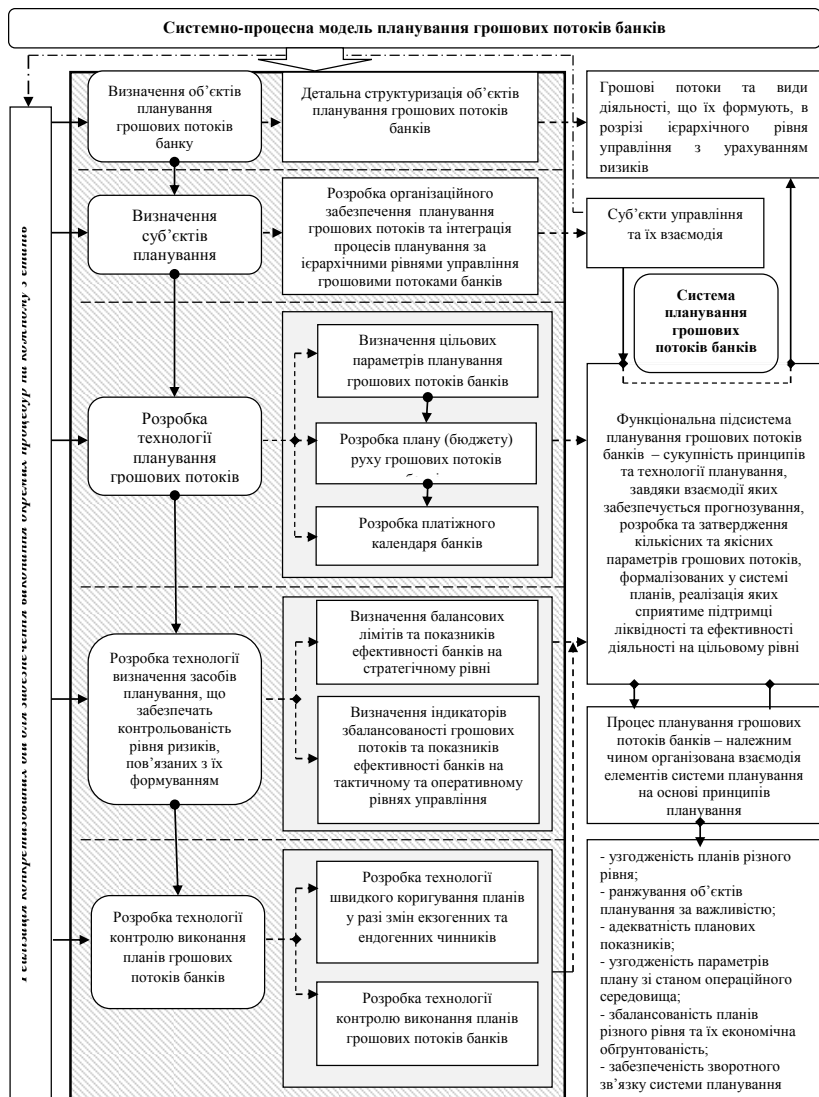 Системно-процесна модель планування грошових потоків банків
Визначення об’єктів
планування
грошових потоків
банку
Детальна структуризація об’єктів
планування грошових потоків
банків
Грошові потоки та види
діяльності, що їх формують, в
розрізі ієрархічного рівня
управління з урахуванням
ризиків
Визначення
суб’єктів
планування
Розробка організаційного
забезпечення планування
грошових потоків та інтеграція
процесів планування за
ієрархічними рівнями управління
грошовими потоками банків
Суб’єкти управління
та їх взаємодія
Система
планування
грошових
потоків банків
Розробка
технології
планування
грошових потоків
Визначення цільових
параметрів планування
грошових потоків банків
Розробка плану (бюджету)
руху грошових потоків
Розробка платіжного
календаря банків
Функціональна підсистема
планування грошових потоків
банків – сукупність принципів
та технології планування,
завдяки взаємодії яких
забезпечується прогнозування,
розробка та затвердження
кількісних та якісних
параметрів грошових потоків,
формалізованих у системі
планів, реалізація яких
сприятиме підтримці
ліквідності та ефективності
діяльності на цільовому рівні
Розробка технології
визначення засобів
планування, що
забезпечать
контрольованість
рівня ризиків,
пов’язаних з їх
формуванням
Визначення балансових
лімітів та показників
ефективності банків на
стратегічному рівні
Визначення індикаторів
збалансованості грошових
потоків та показників
ефективності банків на
тактичному та оперативному
рівнях управління
Процес планування грошових
потоків банків – належним
чином організована взаємодія
елементів системи планування
на основі принципів
планування
Розробка технології
контролю виконання
планів грошових
потоків банків
Розробка технології
швидкого коригування планів
у разі змін екзогенних та
ендогенних чинників
Розробка технології
контролю виконання планів
грошових потоків банків
- узгодженість планів різного
рівня;
- ранжування об’єктів
планування за важливістю;
- адекватність планових
показників;
- узгодженість параметрів
плану зі станом операційного
середовища;
- збалансованість планів
різного рівня та їх економічна
обґрунтованість;
- забезпеченість зворотного
зв’язку системи планування